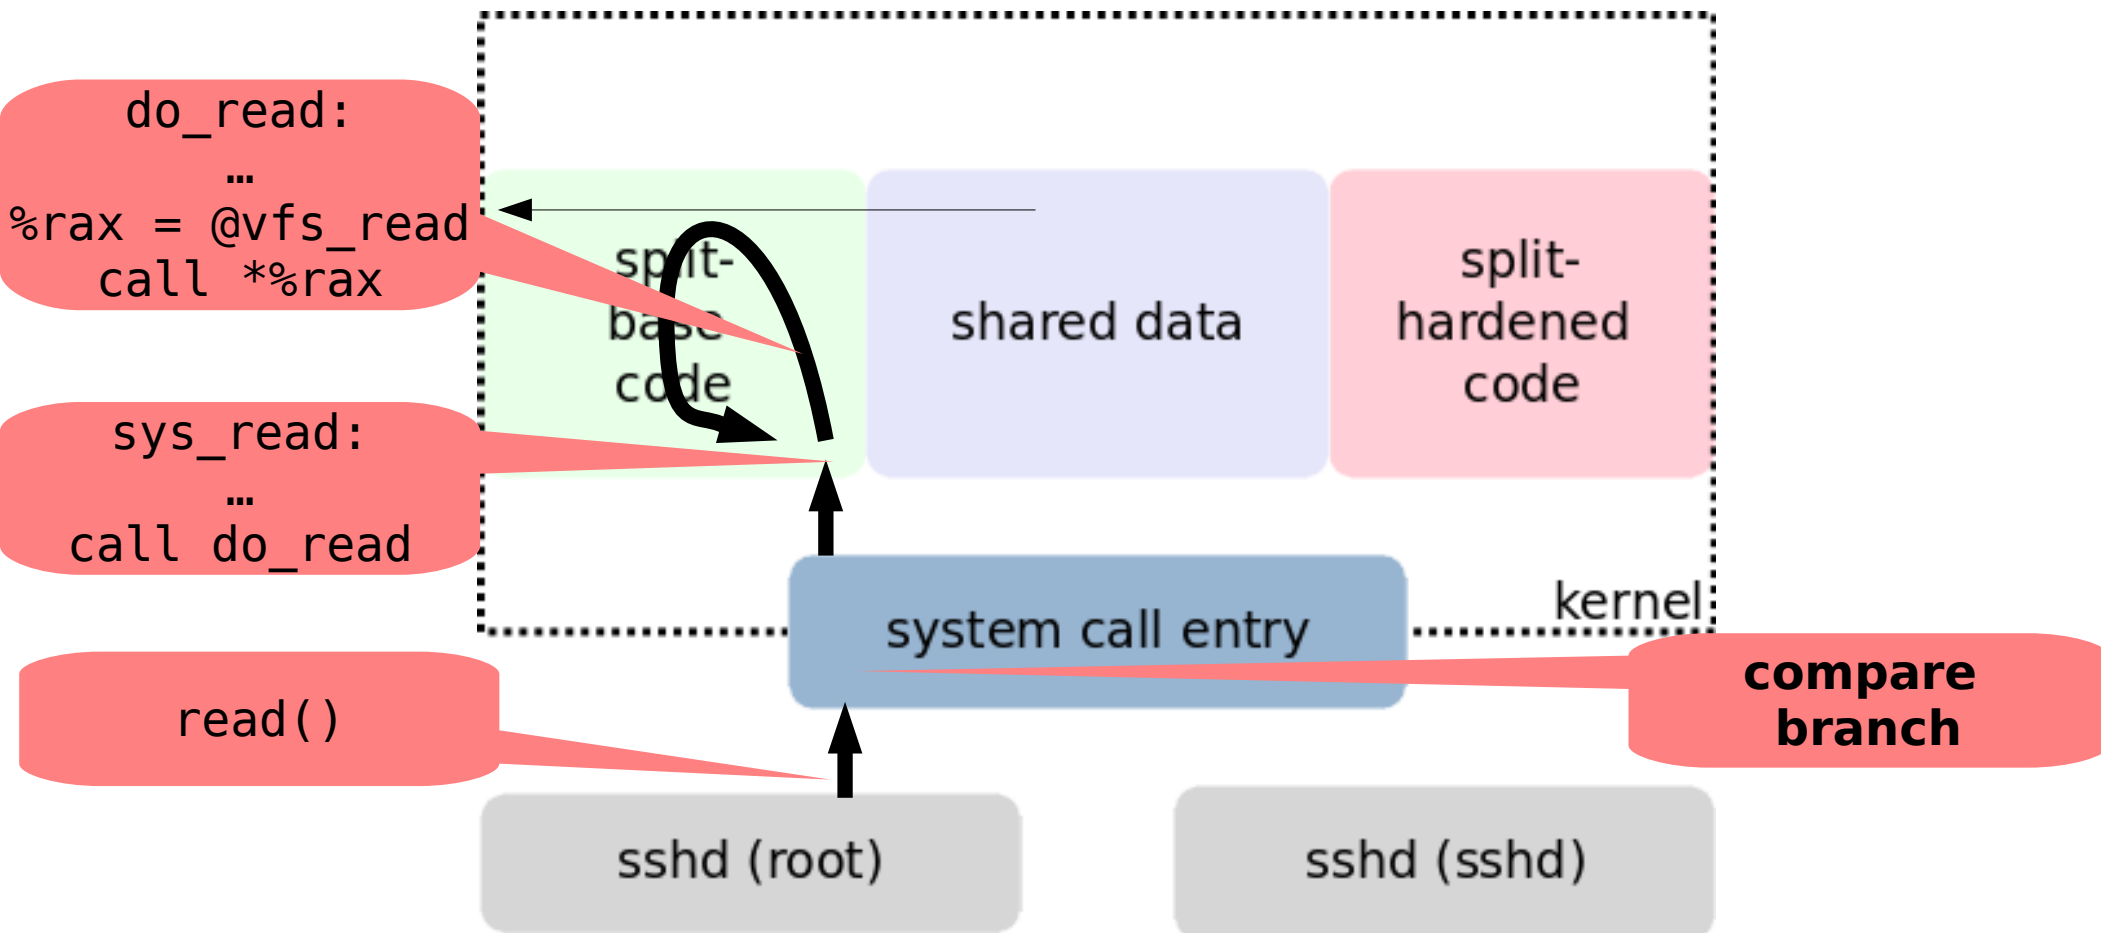 do_read:
…
%rax = @vfs_read
call *%rax
split-
base
code
shared data
split-
hardened
code
sys_read:
…
call do_read
kernel
system call entry
compare
branch
read()
sshd (root)
sshd (sshd)